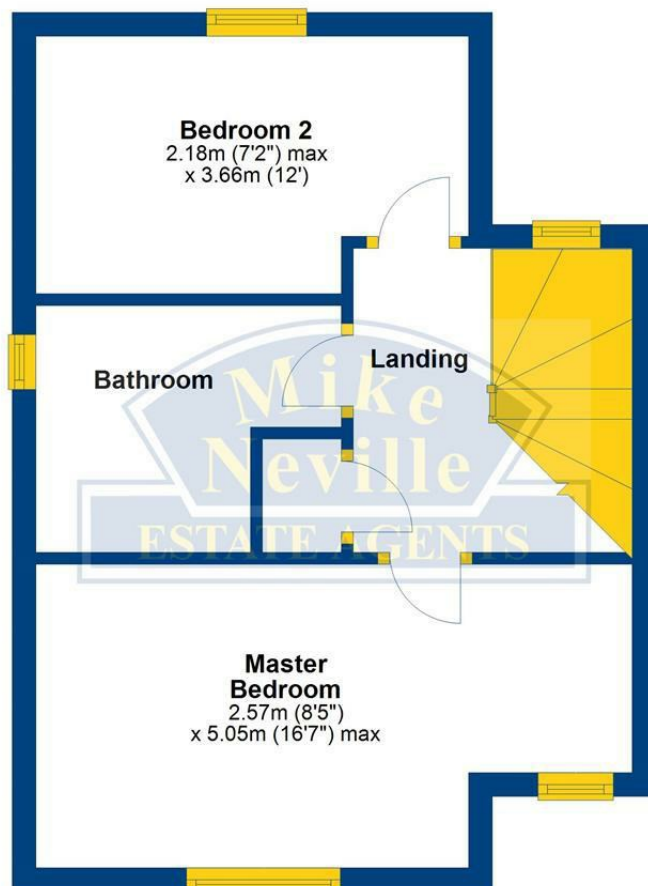 Bedroom 2
2.18m (7'2") max
x 3.66m (12')
Landing
Bathroom
Mike
Neville
ESTATE AGENTS
Master
Bedroom
2.57m (8'5")
x 5.05m (16'7") max